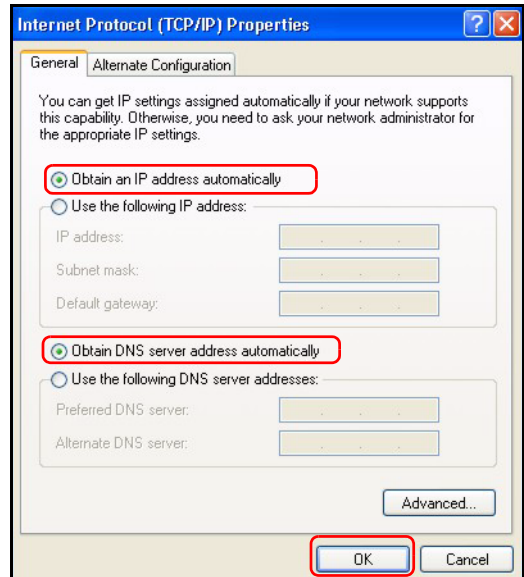 Internet Protocol (TCP/IP) Properties
General
Alternate Configuration
You can get IP settings assigned automatically if your network supports
this capability. Otherwise, you need to ask your network administrator for
the appropriate IP settings.
Obtain an IP address automatically
Use the following IP address:
IP address:
Subnet mask:
Default gateway:
Obtain DNS server address automatically
Use the following DNS server addresses:
Preferred DNS server:
Alternate DNS server:
Advanced...
OK
Cancel